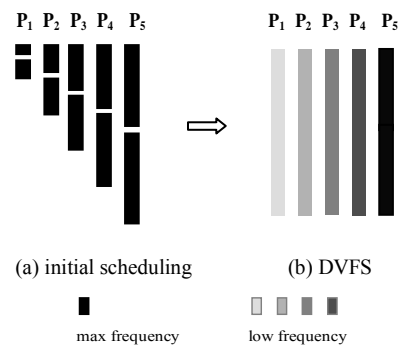 P1 P2 P3 P4 P5 P1 P2 P3 P4 P5
(a) initial scheduling (b) DVFS
max frequency low frequency